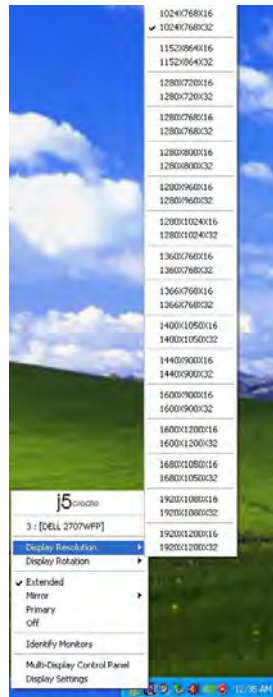 1024X768X16
1024X768X32
1152X864X16
1152X864X32
1280X720X16
1280X720X32
1280X768X16
1280X768X32
1280X800X16
1280X800X32
1280X960X16
1280X960X32
1280X1024X16
1280X1024X32
1360X768X16
1360X768X32
1366X768X16
1366X768X32
1400X1050X16
1400X1050X32
1440X900X16
1440X900X32
1600X900X16
1600X900X32
1600X1200X16
1600X1200X32
1680X1050X16
1680X1050X32
1920X1080X16
1920X1080X32
1920X1200X16
1920X1200X32
j5create
3 : [DELL 2707WFP]
Display Resolution
Display Rotation
Extended
Mirror
Primary
Off
Identify Monitors
Multi-Display Control Panel
Display Settings
12:35 AM